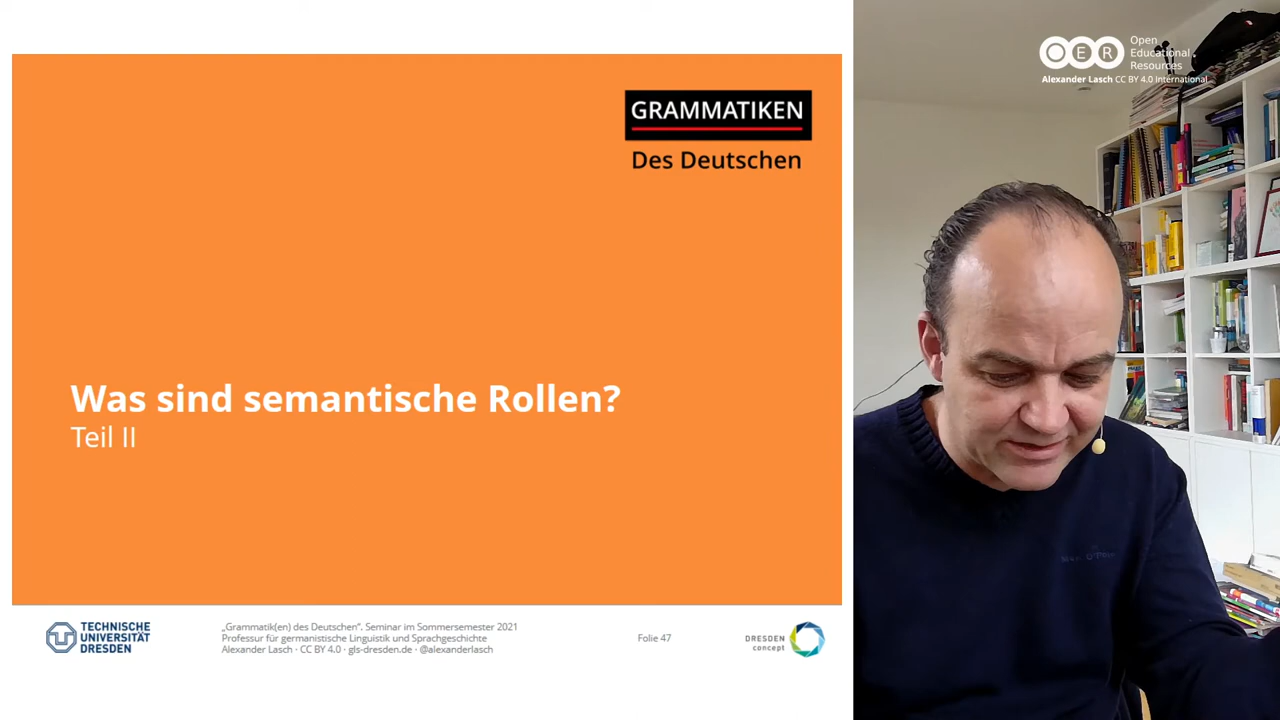 GRAMMATIKEN
Des Deutschen
Was sind semantische Rollen?
Teil II
TECHNISCHE
UNIVERSITÄT
DRESDEN
„Grammatik(en) des Deutschen“. Seminar im Sommersemester 2021
Professur für germanistische Linguistik und Sprachgeschichte
Alexander Lasch · CC BY 4.0 · gls-dresden.de · @alexanderlasch
Folie 47
DRESDEN
concept
OER
Open
Educational
Resources
Alexander Lasch CC BY 4.0 International